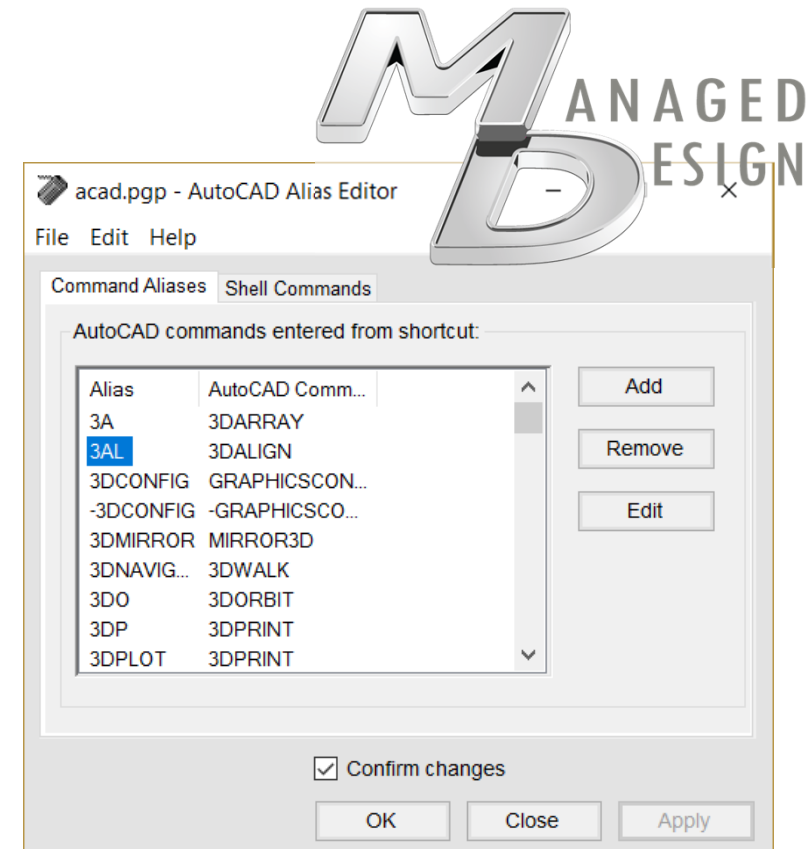 MANAGED
DESIGN
acad.pgp - AutoCAD Alias Editor
File Edit Help
Command Aliases Shell Commands
AutoCAD commands entered from shortcut:
Alias AutoCAD Comm...
3A 3DARRAY
3AL 3DALIGN
3DCONFIG GRAPHICSCON...
-3DCONFIG -GRAPHICSCO...
3DMIRROR MIRROR3D
3DNAVIG... 3DWALK
3DO 3DORBIT
3DP 3DPRINT
3DPLOT 3DPRINT
Add
Remove
Edit
Confirm changes
OK Close Apply